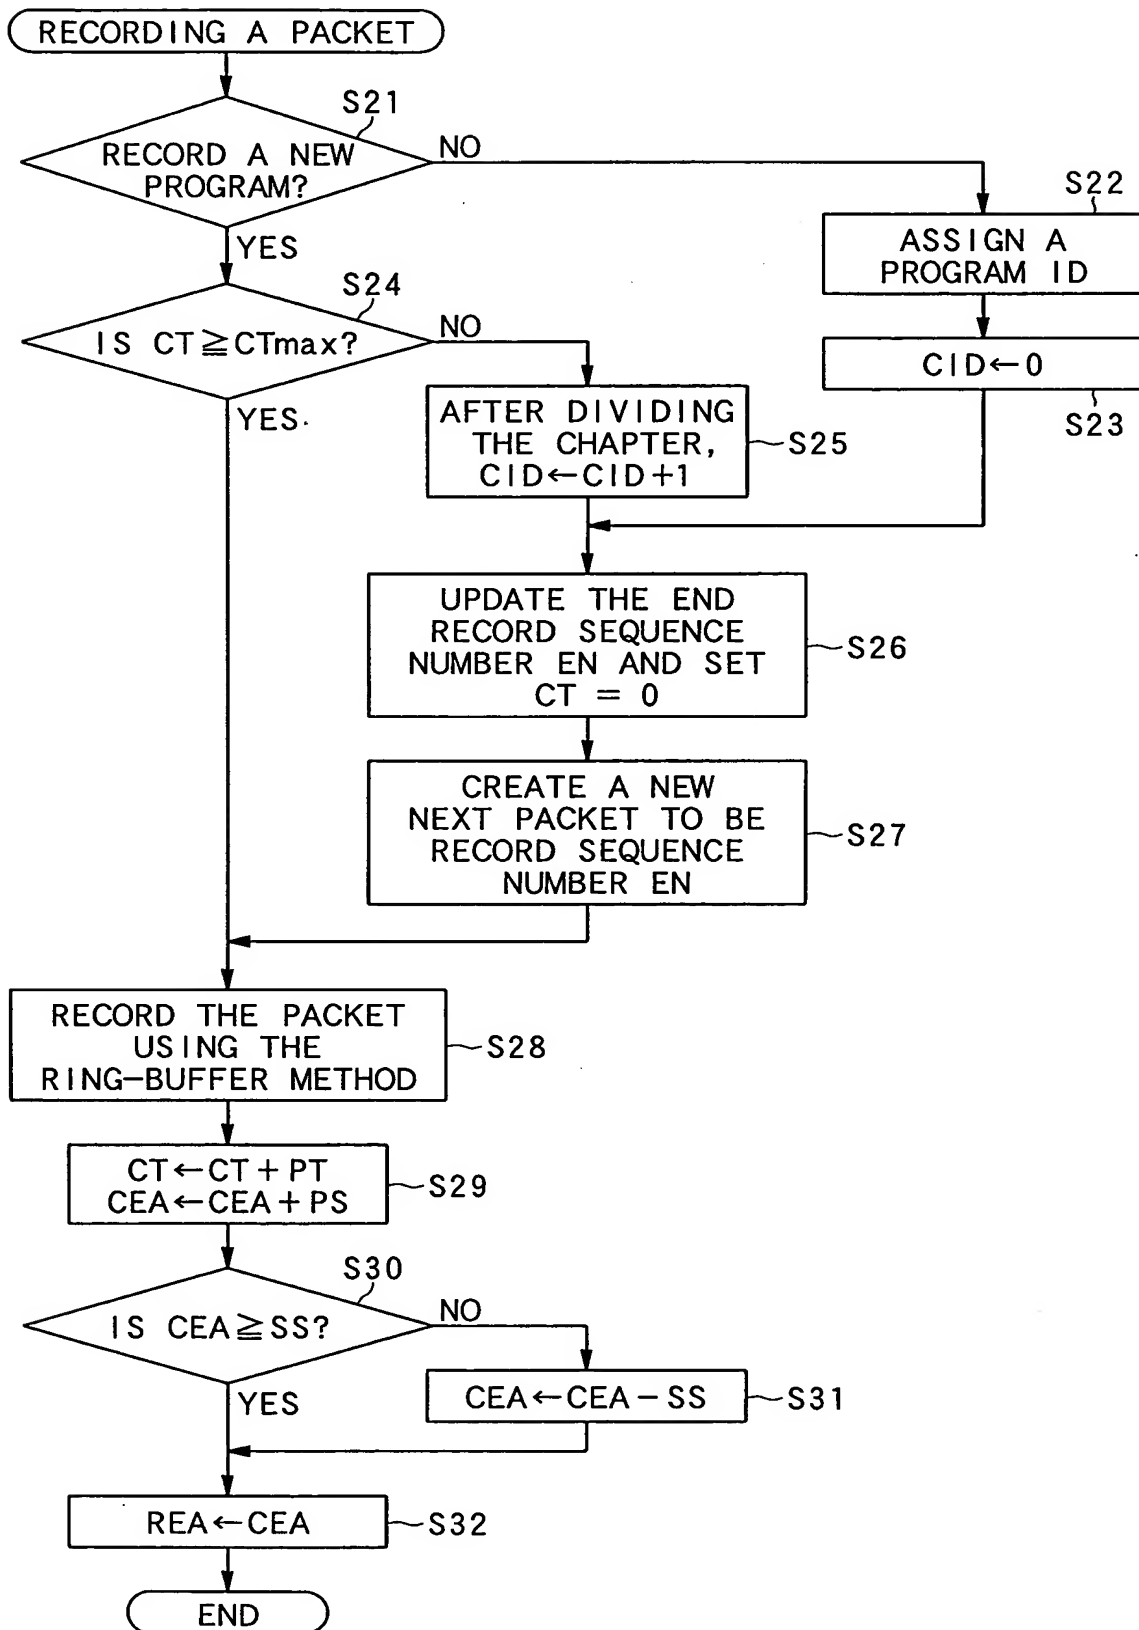 RECORDING A PACKET
S21
RECORD A NEW
PROGRAM?
NO
YES
S22
ASSIGN A
PROGRAM ID
S24
IS CT≧CTmax?
NO
YES
CID←0
S23
AFTER DIVIDING
THE CHAPTER,
CID←CID+1
S25
UPDATE THE END
RECORD SEQUENCE
NUMBER EN AND SET
CT = 0
S26
CREATE A NEW
NEXT PACKET TO BE
RECORD SEQUENCE
NUMBER EN
S27
RECORD THE PACKET
USING THE
RING-BUFFER METHOD
S28
CT←CT+PT
CEA←CEA+PS
S29
S30
IS CEA≧SS?
NO
YES
CEA←CEA-SS
S31
REA←CEA
S32
END